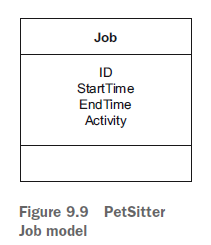 Job
ID
StartTime
EndTime
Activity
Figure 9.9 PetSitter
Job model